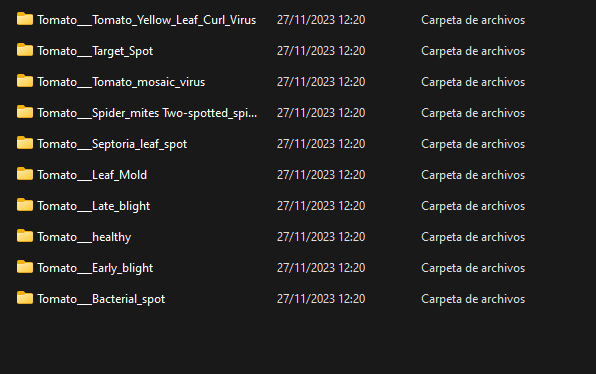 Tomato___Tomato_Yellow_Leaf_Curl_Virus 27/11/2023 12:20 Carpeta de archivos
Tomato___Target_Spot 27/11/2023 12:20 Carpeta de archivos
Tomato___Tomato_mosaic_virus 27/11/2023 12:20 Carpeta de archivos
Tomato___Spider_mites Two-spotted_spi... 27/11/2023 12:20 Carpeta de archivos
Tomato___Septoria_leaf_spot 27/11/2023 12:20 Carpeta de archivos
Tomato___Leaf_Mold 27/11/2023 12:20 Carpeta de archivos
Tomato___Late_blight 27/11/2023 12:20 Carpeta de archivos
Tomato___healthy 27/11/2023 12:20 Carpeta de archivos
Tomato___Early_blight 27/11/2023 12:20 Carpeta de archivos
Tomato___Bacterial_spot 27/11/2023 12:20 Carpeta de archivos